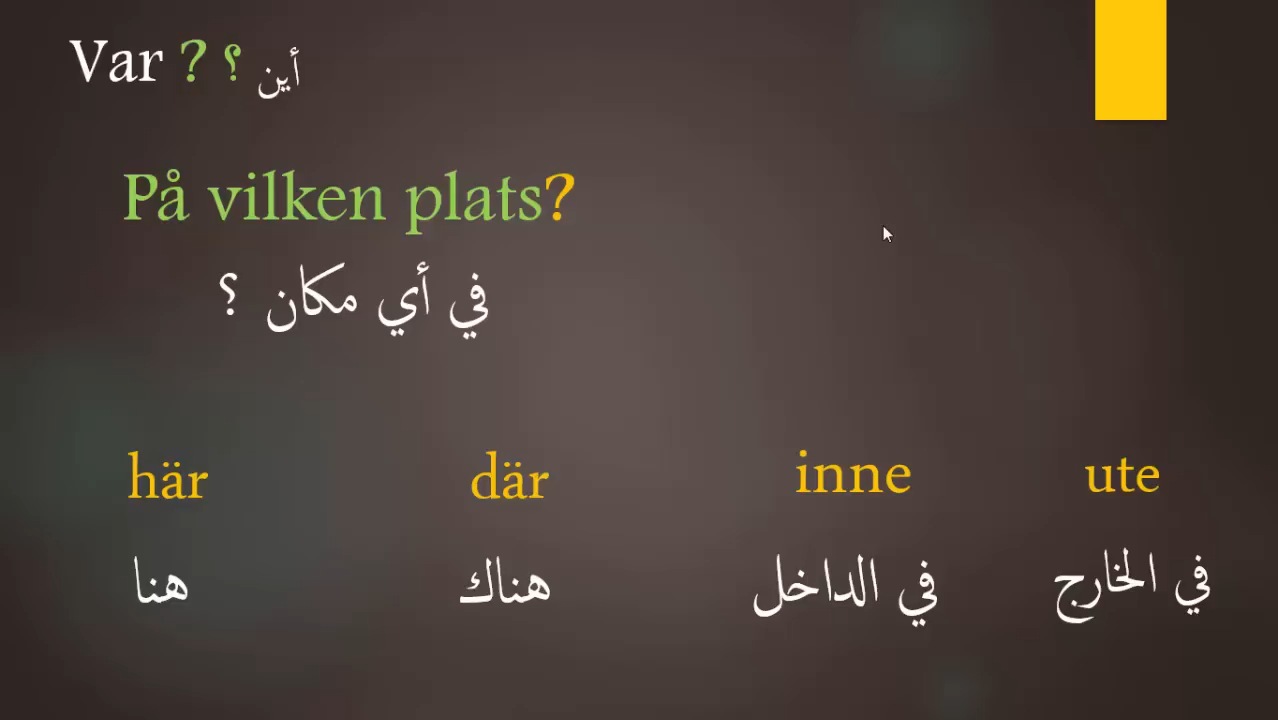 Var ? ؟ أين
På vilken plats?
في أي مكان ؟
här där inne ute
هنا هناك في الداخل في الخارج